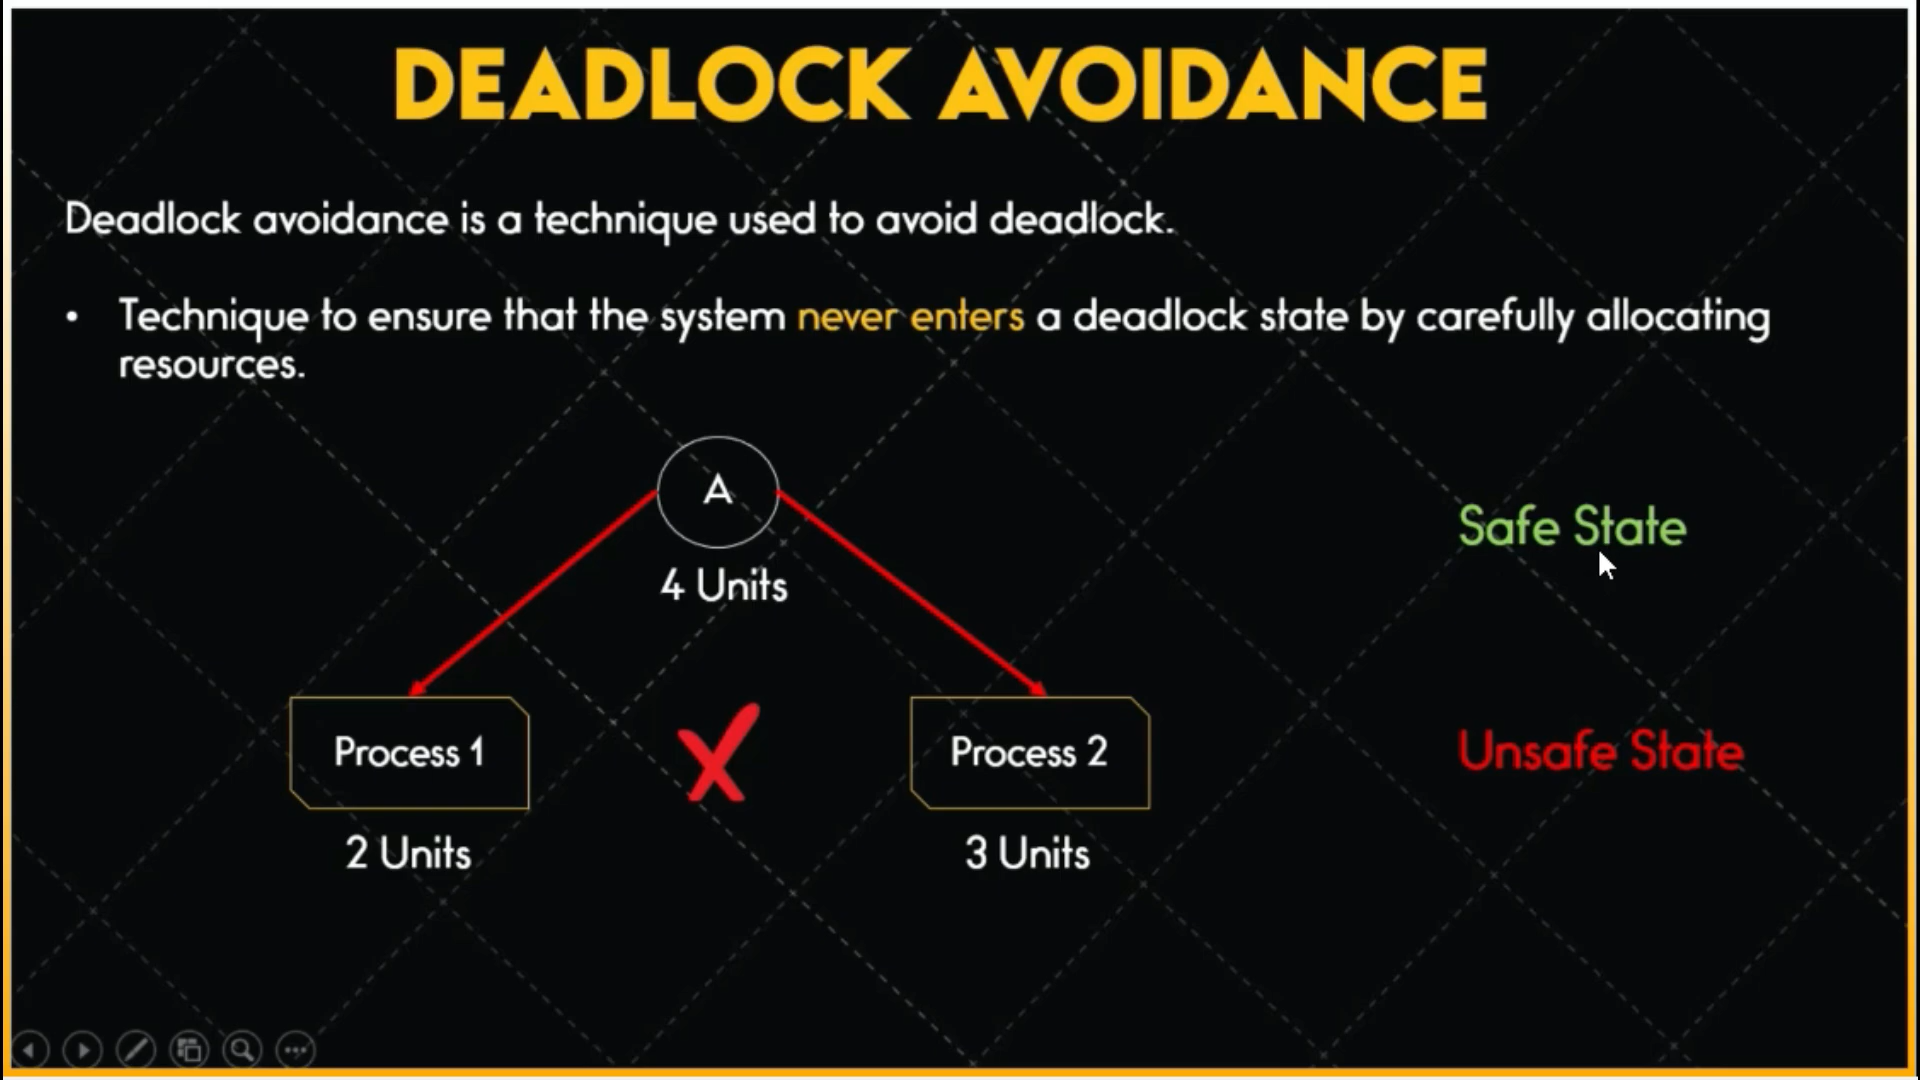 DEADLOCK AVOIDANCE
Deadlock avoidance is a technique used to avoid deadlock.
• Technique to ensure that the system never enters a deadlock state by carefully allocating
resources.
A
4 Units
Safe State
Process 1
Process 2
Unsafe State
2 Units
3 Units